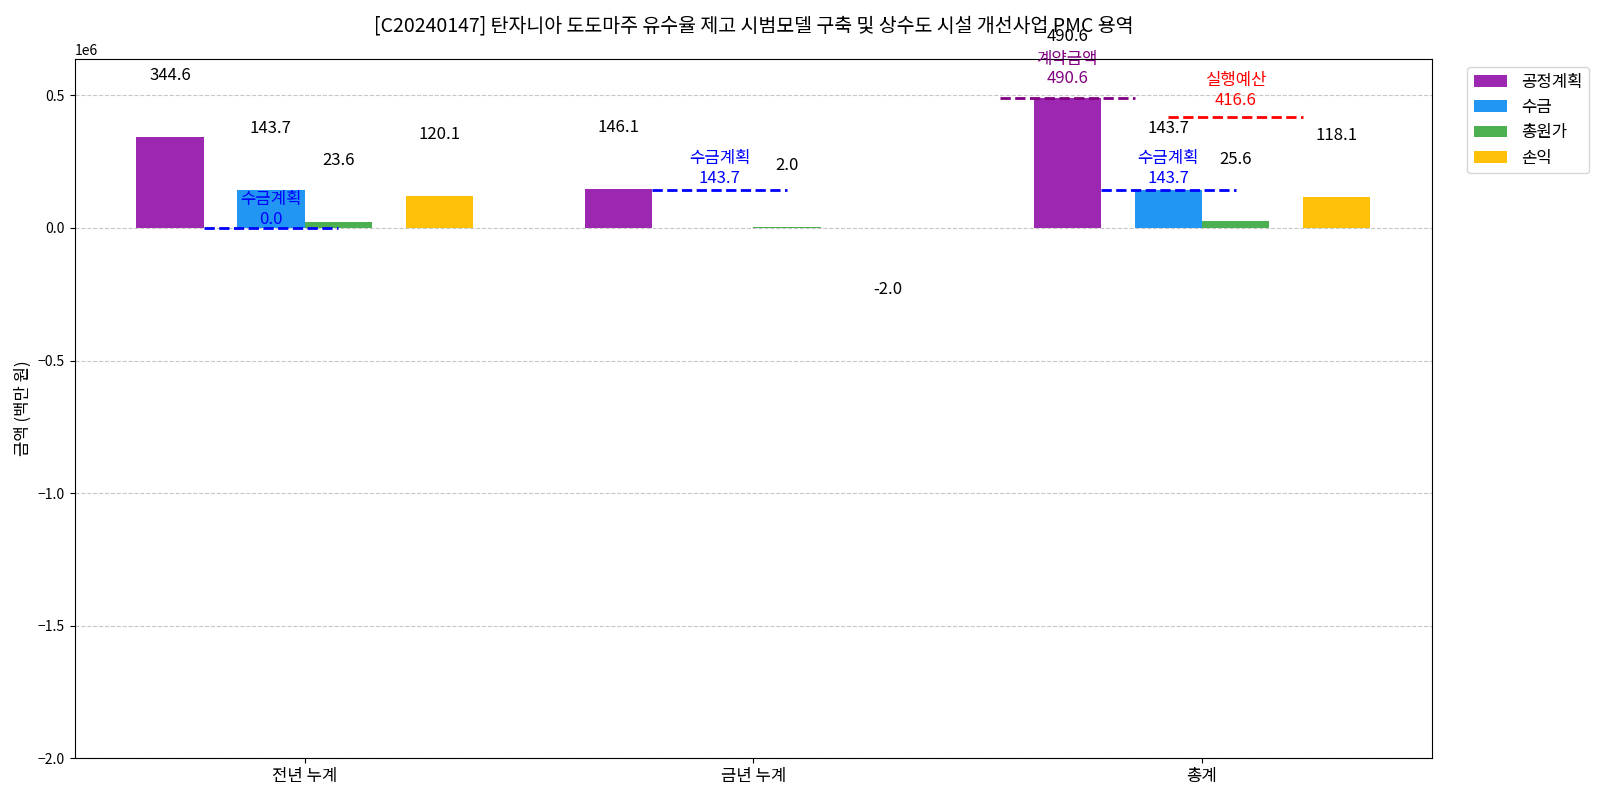 [C20240147] 탄자니아 도도마주 유수율 제고 시범모델 구축 및 상수도 시설 개선사업 PMC 용역
1e6
금액 (백만 원)
0.5
0.0
−0.5
−1.0
−1.5
−2.0
344.6
143.7
23.6
120.1
수금계획
0.0
146.1
수금계획
143.7
2.0
-2.0
490.6
계약금액
490.6
실행예산
416.6
143.7
수금계획
143.7
25.6
118.1
전년 누계
금년 누계
총계
공정계획
수금
총원가
손익